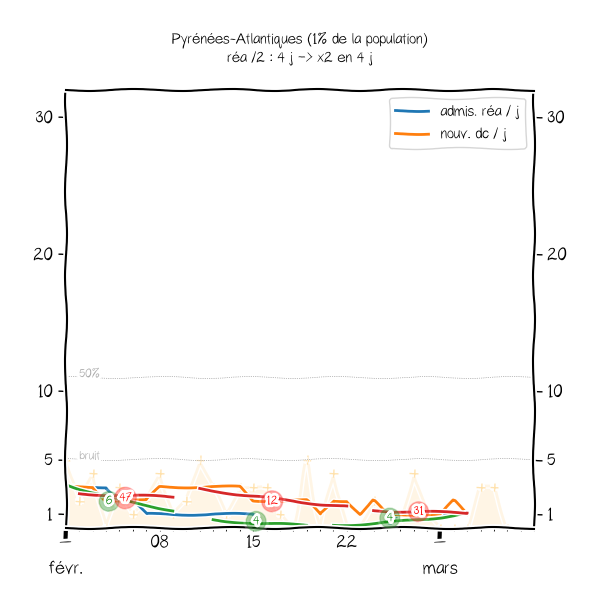 Pyrénées-Atlantiques (1% de la population)
réa /2 : 4 j -> x2 en 4 j
admis. réa / j
nouv. dc / j
30
30
20
20
50%
10
10
bruit
5
5
6
47
12
4
4
31
1
1
08
15
22
févr.
mars